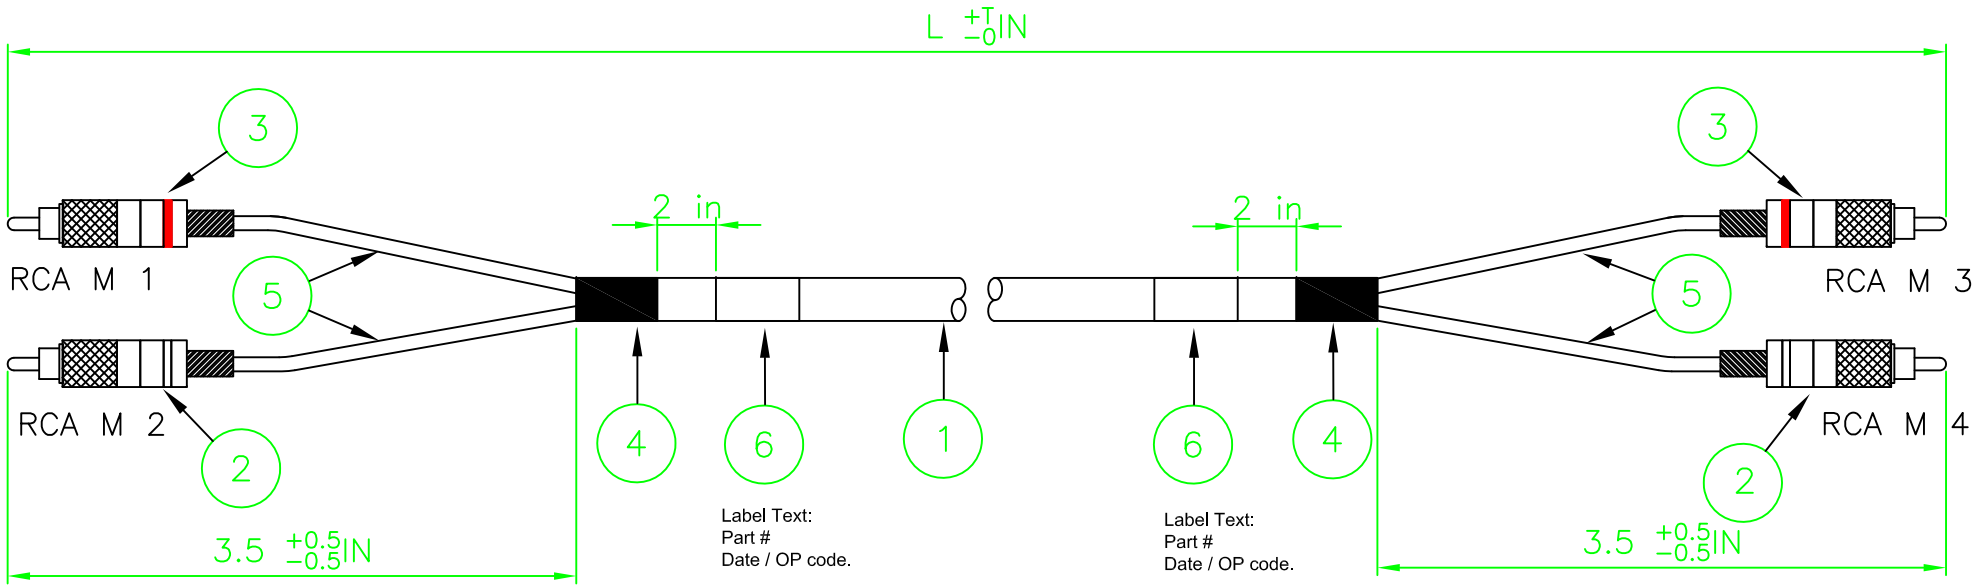 L +T -0 IN
3
3
2 in
2 in
RCA M 1
RCA M 3
5
5
RCA M 2
RCA M 4
2
4
6
1
6
4
2
Label Text:
Part #
Date / OP code.
Label Text:
Part #
Date / OP code.
3.5 +0.5 -0.5 IN
3.5 +0.5 -0.5 IN